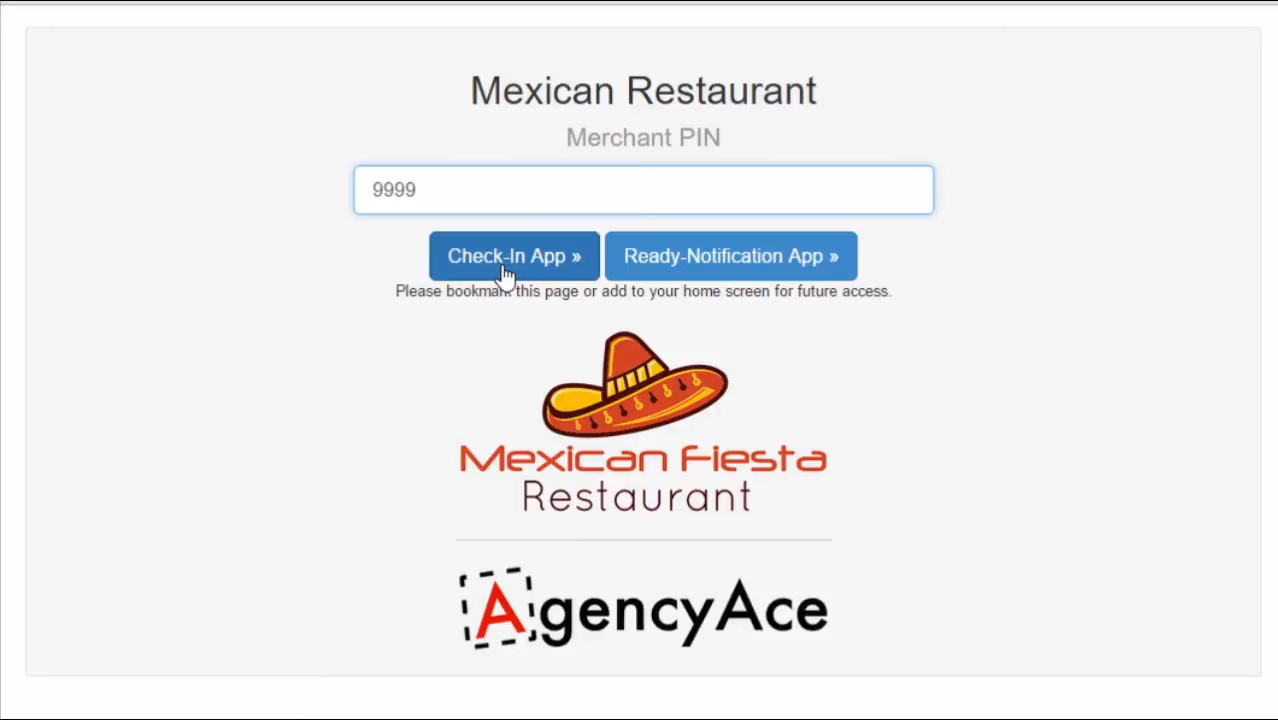 Mexican Restaurant
Merchant PIN
9999
Check-In App » Ready-Notification App »
Please bookmark this page or add to your home screen for future access.
Mexican Fiesta
Restaurant
AgencyAce